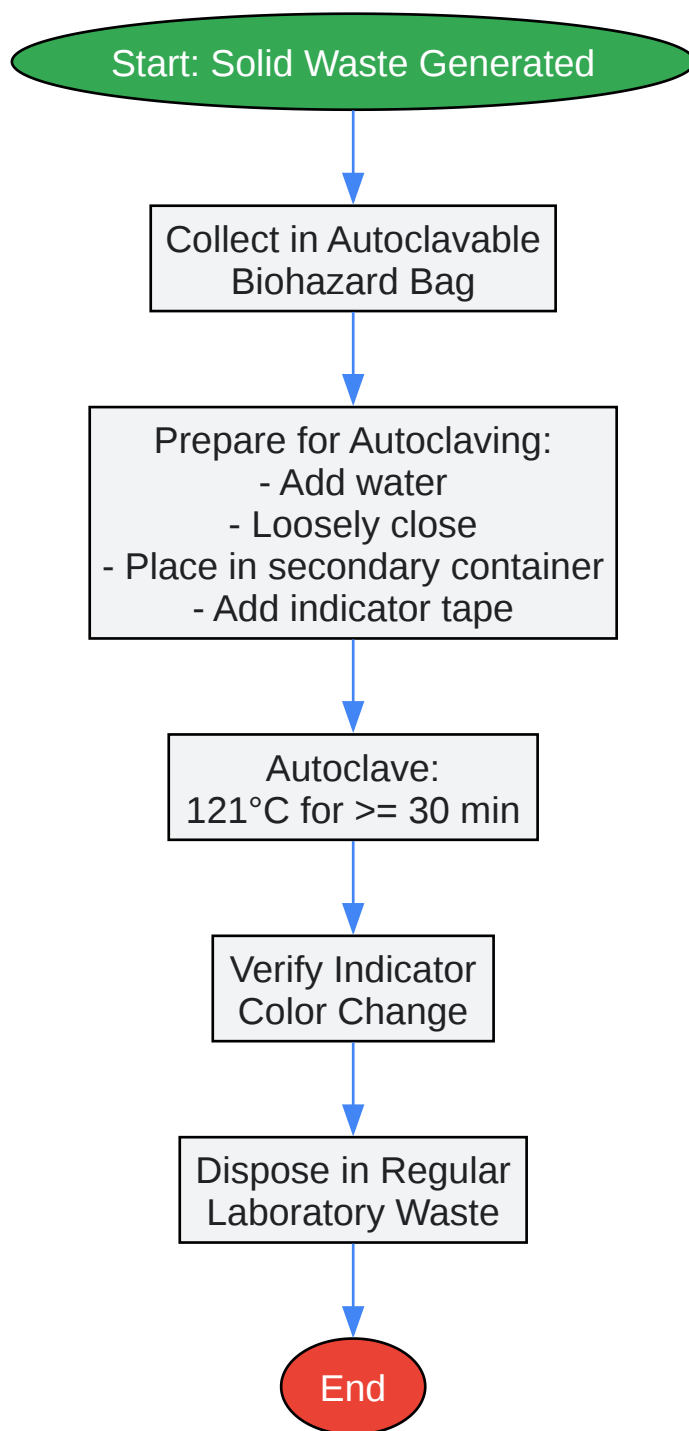 Start: Solid Waste Generated
Collect in Autoclavable
Biohazard Bag
Prepare for Autoclaving:
- Add water
- Loosely close
- Place in secondary container
- Add indicator tape
Autoclave:
121°C for >= 30 min
Verify Indicator
Color Change
Dispose in Regular
Laboratory Waste
End